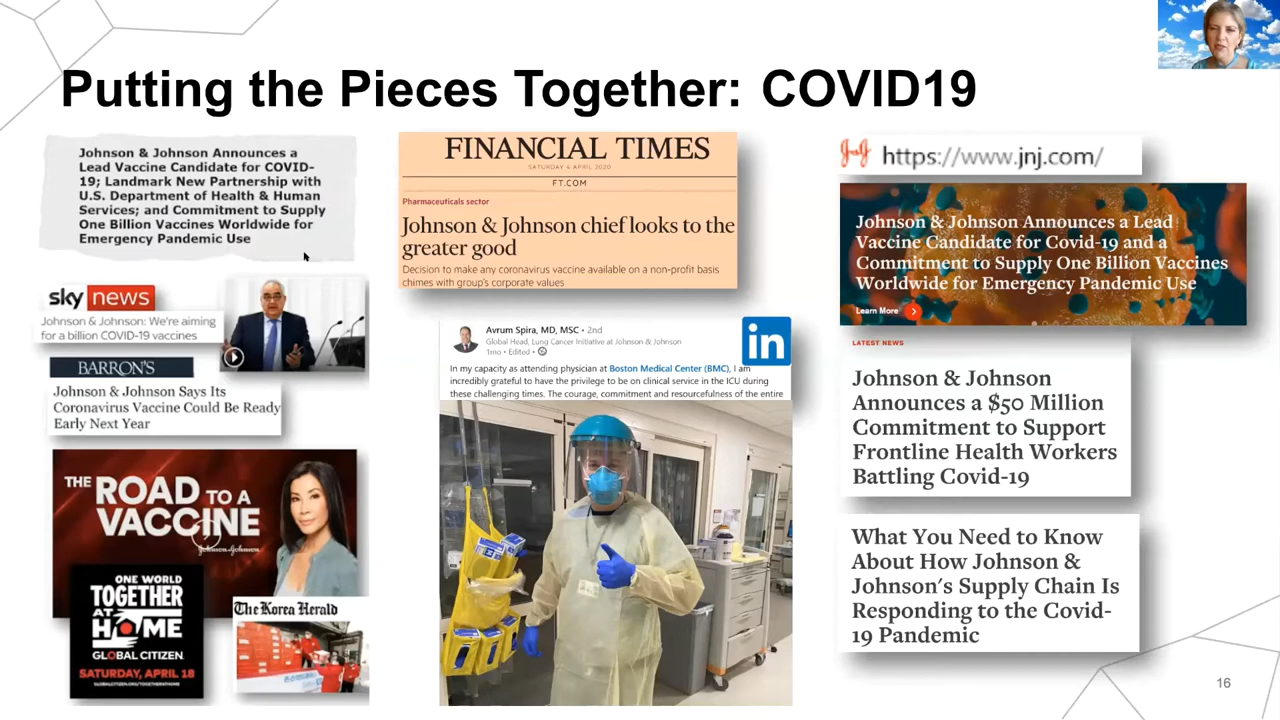 Putting the Pieces Together: COVID19
Johnson & Johnson Announces a
Lead Vaccine Candidate for COVID-
19; Landmark New Partnership with
U.S. Department of Health & Human
Services; and Commitment to Supply
One Billion Vaccines Worldwide for
Emergency Pandemic Use
sky news
Johnson & Johnson: We're aiming
for a billion COVID-19 vaccines
BARRON'S
Johnson & Johnson Says Its
Coronavirus Vaccine Could Be Ready
Early Next Year
THE ROAD TO A
VACCINE
Johnson & Johnson
ONE WORLD
TOGETHER
AT
HOME
GLOBAL CITIZEN
SATURDAY, APRIL 18
GLOBALCITIZEN.ORG/TOGETHERATHOME
The Korea Herald
FINANCIAL TIMES
SATURDAY 4 APRIL 2020
FT.COM
Pharmaceuticals sector
Johnson & Johnson chief looks to the
greater good
Decision to make any coronavirus vaccine available on a non-profit basis
chimes with group's corporate values
Avrum Spira, MD, MSC • 2nd
Global Head, Lung Cancer Initiative at Johnson & Johnson
1mo • Edited •
in
In my capacity as attending physician at Boston Medical Center (BMC), I am
incredibly grateful to have the privilege to be on clinical service in the ICU during
these challenging times. The courage, commitment and resourcefulness of the entire
J&J https://www.jnj.com/
Johnson & Johnson Announces a Lead
Vaccine Candidate for Covid-19 and a
Commitment to Supply One Billion Vaccines
Worldwide for Emergency Pandemic Use
Learn More
LATEST NEWS
Johnson & Johnson
Announces a $50 Million
Commitment to Support
Frontline Health Workers
Battling Covid-19
What You Need to Know
About How Johnson &
Johnson's Supply Chain Is
Responding to the Covid-
19 Pandemic
16